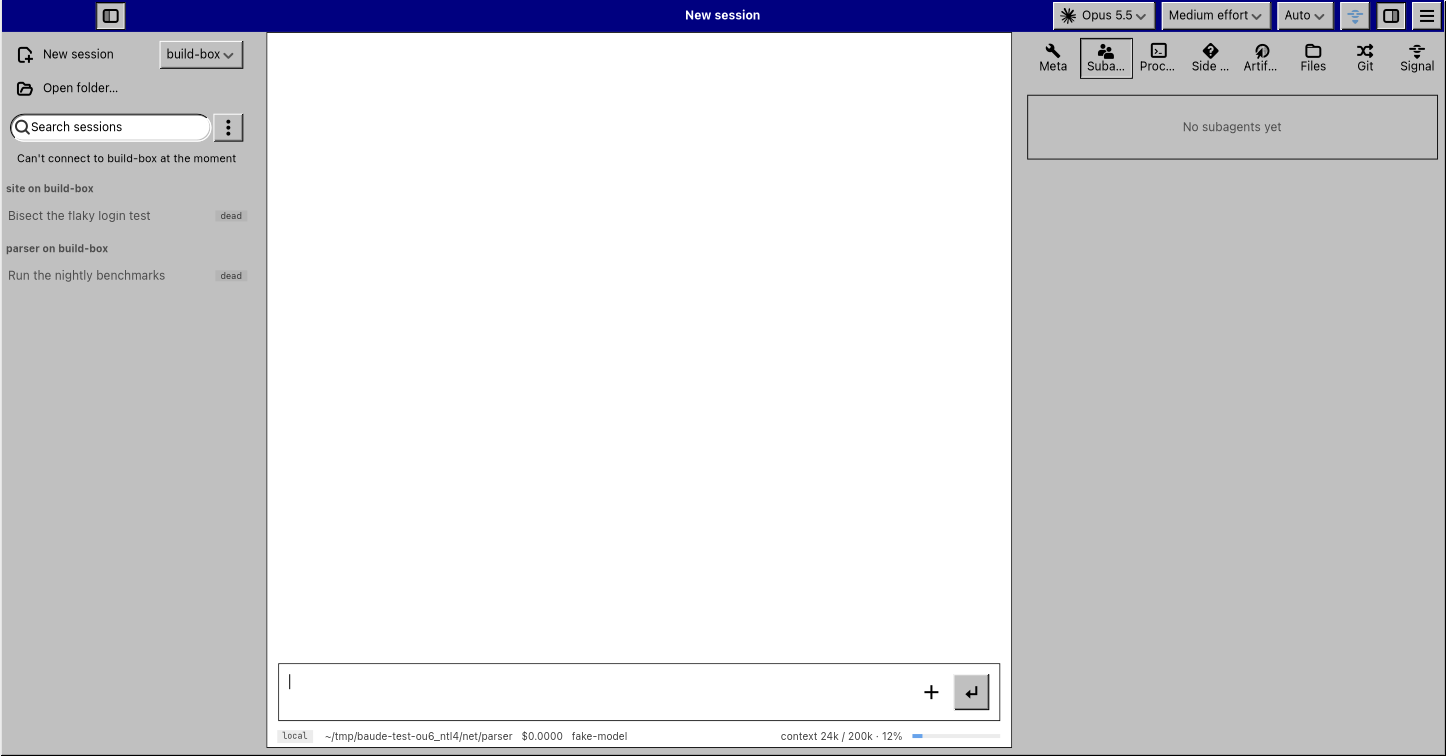 New session
Opus 5.5
Medium effort
Auto
New session
build-box
Open folder...
Search sessions
Can't connect to build-box at the moment
site on build-box
Bisect the flaky login test
dead
parser on build-box
Run the nightly benchmarks
dead
Meta
Suba...
Proc...
Side ...
Artif...
Files
Git
Signal
No subagents yet
local ~/tmp/baude-test-ou6_ntl4/net/parser $0.0000 fake-model context 24k / 200k · 12%